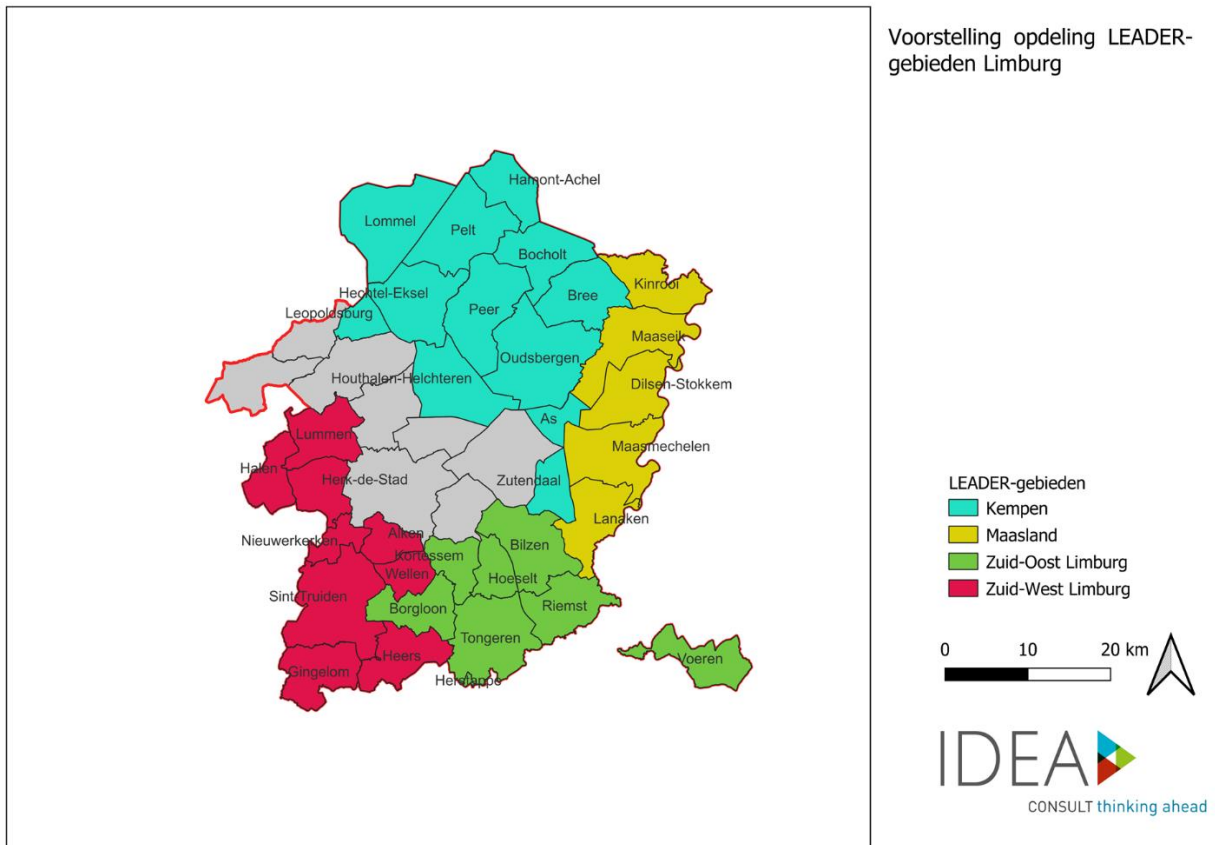 Voorstelling opdeling LEADER-
gebieden Limburg
Hamont-Achel
Lommel
Pelt
Bocholt
Kinrooi
Hechtel-Eksel
Bree
Leopoldsburg
Peer
Maaseik
Oudsbergen
Houthalen-Helchteren
Dilsen-Stokkem
As
Lummen
Maasmechelen
Halen
Herk-de-Stad
Zutendaal
Lanaken
Nieuwerkerken
Alken
Bilzen
Kortessem
Wellen
Hoeselt
Sint-Truiden
Borgloon
Riemst
Tongeren
Heers
Voeren
Gingelom
Herstappe
LEADER-gebieden
Kempen
Maasland
Zuid-Oost Limburg
Zuid-West Limburg
0 10 20 km
IDEA
CONSULT thinking ahead